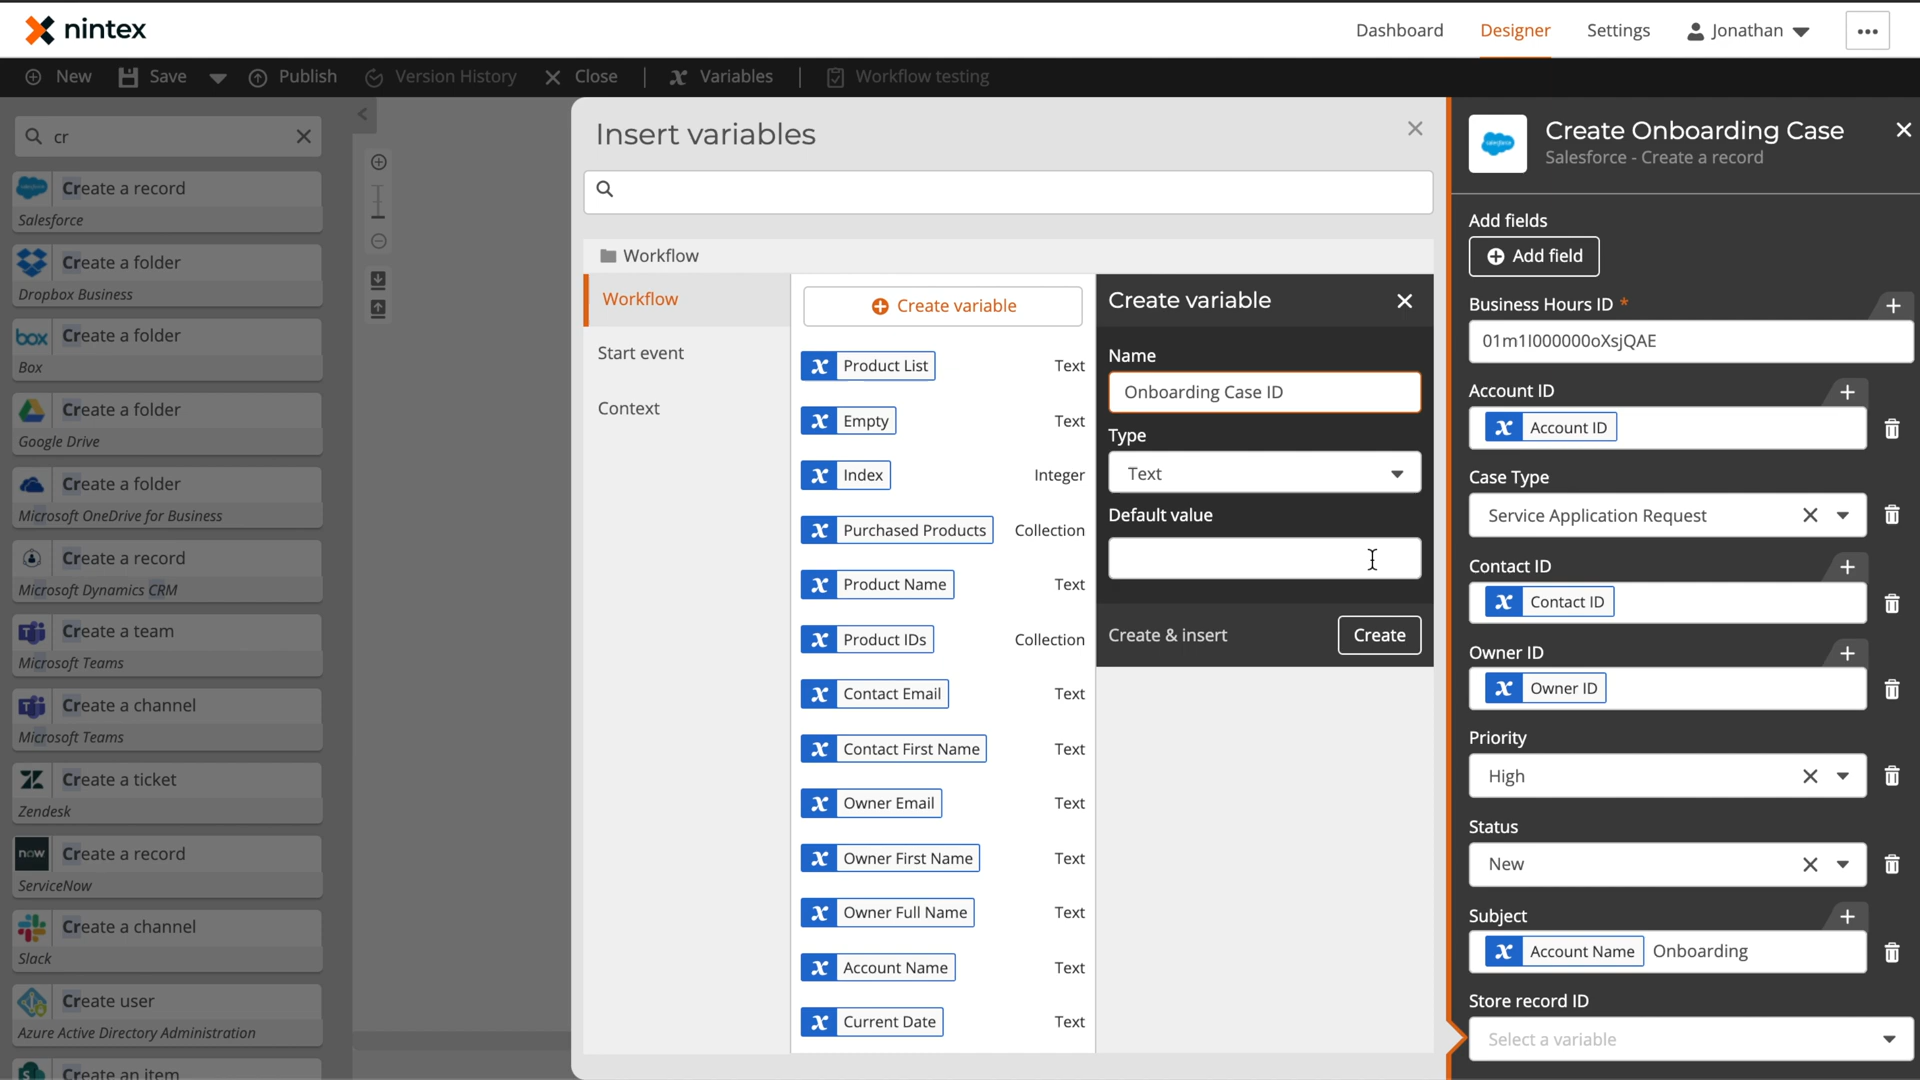 nintex
Dashboard
Designer
Settings
Jonathan
New
Save
Publish
Version History
Close
Variables
Workflow testing
cr
Create a record
Salesforce
Create a folder
Dropbox Business
Create a folder
Box
Create a folder
Google Drive
Create a folder
Microsoft OneDrive for Business
Create a record
Microsoft Dynamics CRM
Create a team
Microsoft Teams
Create a channel
Microsoft Teams
Create a ticket
Zendesk
Create a record
ServiceNow
Create a channel
Slack
Create user
Azure Active Directory Administration
Create an item
Insert variables
Workflow
Workflow
Start event
Context
Create variable
Product List Text
Empty Text
Index Integer
Purchased Products Collection
Product Name Text
Product IDs Collection
Contact Email Text
Contact First Name Text
Owner Email Text
Owner First Name Text
Owner Full Name Text
Account Name Text
Current Date Text
Create variable
Name
Onboarding Case ID
Type
Text
Default value
Create & insert
Create
Create Onboarding Case
Salesforce - Create a record
Add fields
Add field
Business Hours ID *
01m1I000000oXsjQAE
Account ID
Account ID
Case Type
Service Application Request
Contact ID
Contact ID
Owner ID
Owner ID
Priority
High
Status
New
Subject
Account Name Onboarding
Store record ID
Select a variable